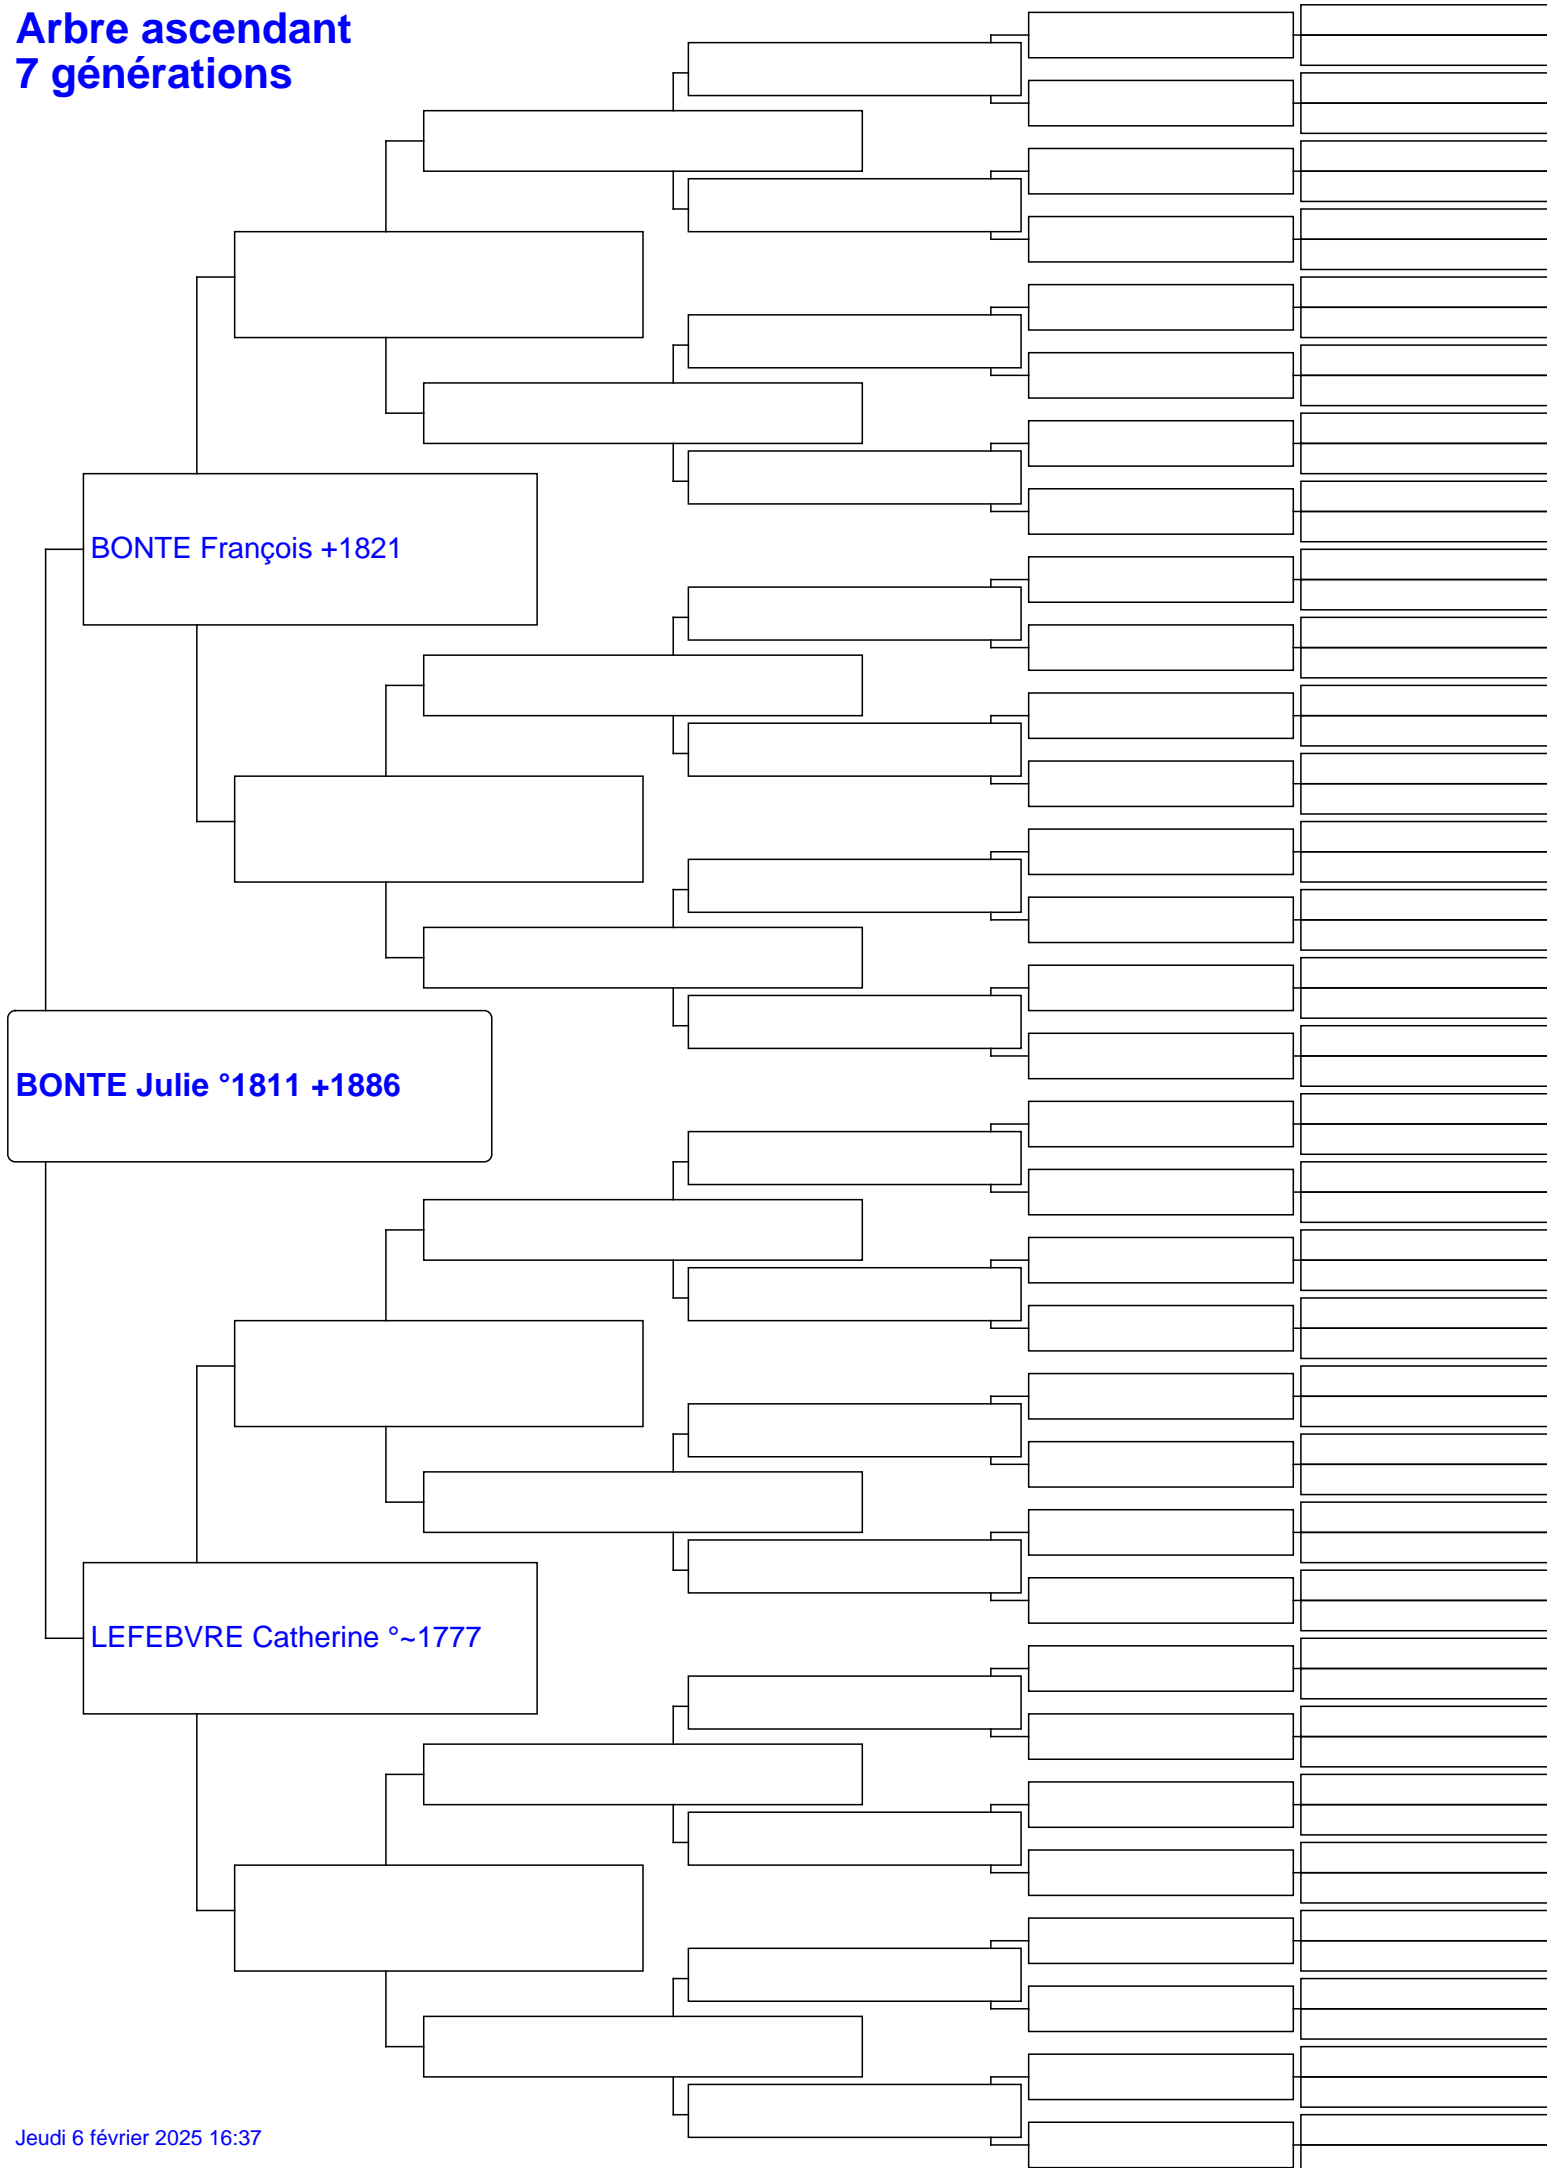 Arbre ascendant
7 générations
BONTE François +1821
BONTE Julie °1811 +1886
LEFEBVRE Catherine °~1777
Jeudi 6 février 2025 16:37